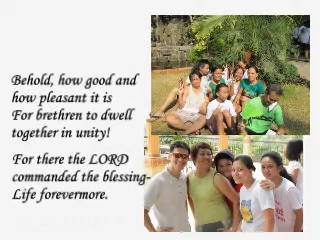 Behold, how good and
how pleasant it is
For brethren to dwell
together in unity!
For there the LORD
commanded the blessing-
Life forevermore.